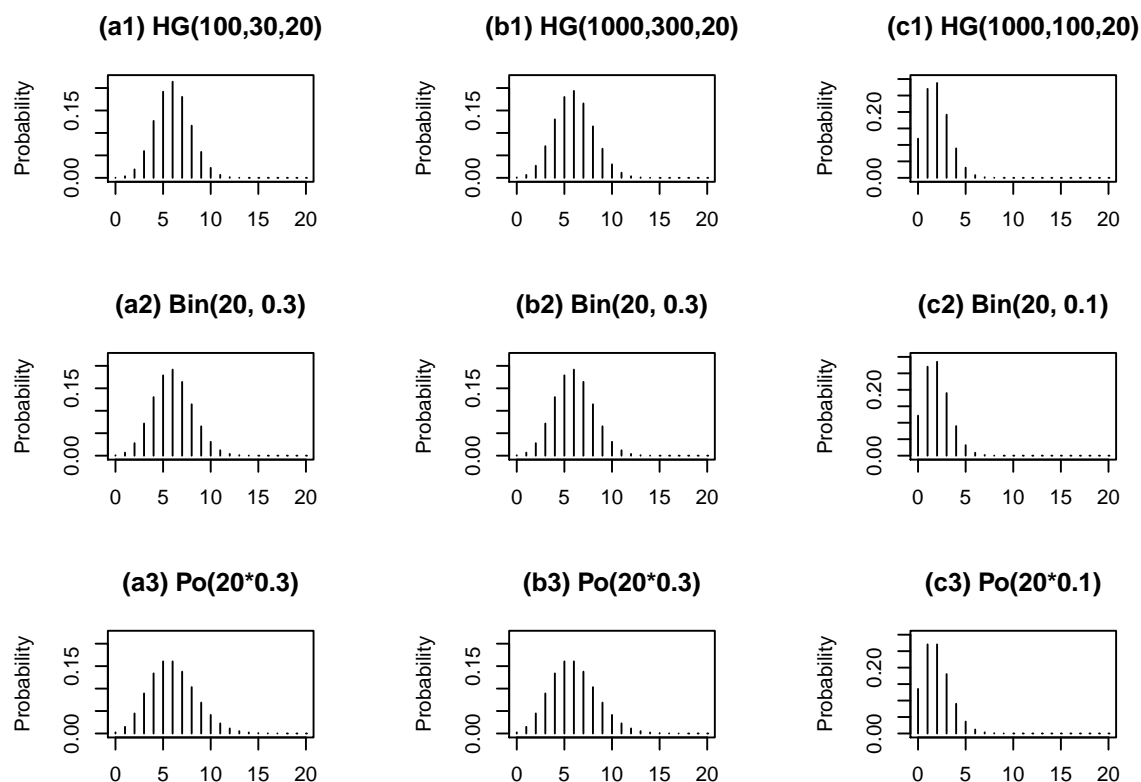 (a1) HG(100,30,20)
Probability
0.00 0.15
0 5 10 15 20
(b1) HG(1000,300,20)
Probability
0.00 0.15
0 5 10 15 20
(c1) HG(1000,100,20)
Probability
0.00 0.20
0 5 10 15 20
(a2) Bin(20, 0.3)
Probability
0.00 0.15
0 5 10 15 20
(b2) Bin(20, 0.3)
Probability
0.00 0.15
0 5 10 15 20
(c2) Bin(20, 0.1)
Probability
0.00 0.20
0 5 10 15 20
(a3) Po(20*0.3)
Probability
0.00 0.15
0 5 10 15 20
(b3) Po(20*0.3)
Probability
0.00 0.15
0 5 10 15 20
(c3) Po(20*0.1)
Probability
0.00 0.20
0 5 10 15 20